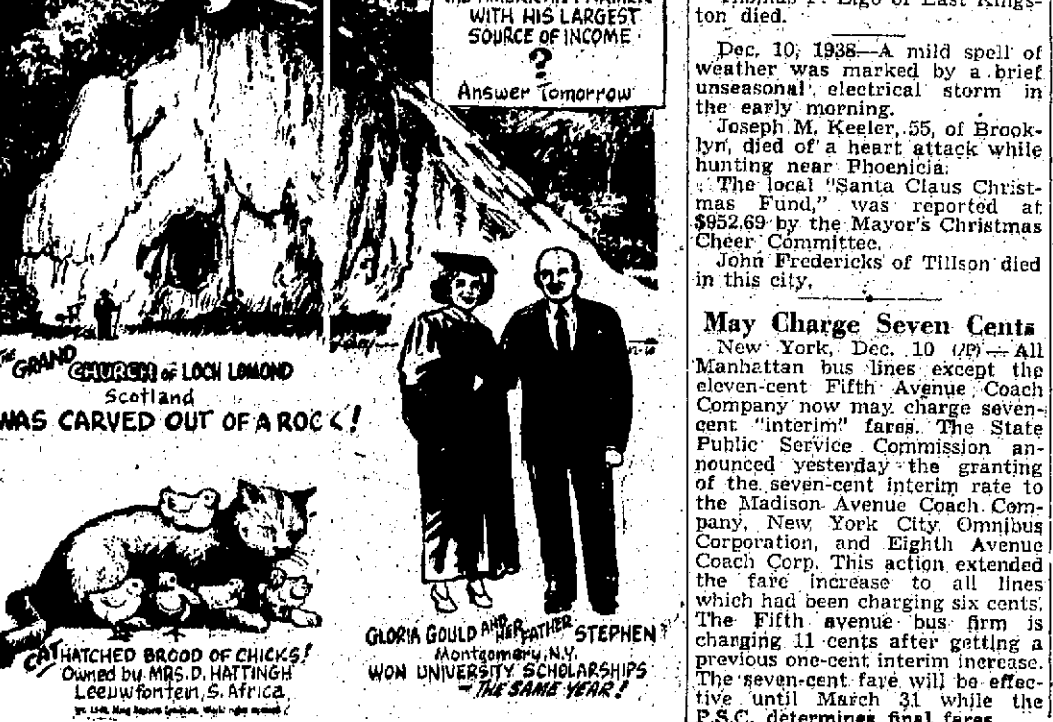 WITH HIS LARGEST
SOURCE OF INCOME
?
Answer Tomorrow
THE GRAND CHURCH OF LOCH LOMOND
Scotland
WAS CARVED OUT OF A ROCK!
CAT HATCHED BROOD OF CHICKS!
Owned by MRS. D. HATTINGH
Leeuwfontein, S. Africa
GLORIA GOULD AND HER FATHER STEPHEN
Montgomery, N.Y.
WON UNIVERSITY SCHOLARSHIPS
- THE SAME YEAR!
ton died.
Dec. 10, 1938—A mild spell of
weather was marked by a brief
unseasonal electrical storm in
the early morning.
Joseph M. Keeler, 55, of Brook-
lyn, died of a heart attack while
hunting near Phoenicia.
The local "Santa Claus Christ-
mas Fund," was reported at
$952.69 by the Mayor's Christmas
Cheer Committee.
John Fredericks of Tillson died
in this city.
May Charge Seven Cents
New York, Dec. 10 (AP)—All
Manhattan bus lines except the
eleven-cent Fifth Avenue Coach
Company now may charge seven-
cent "interim" fares. The State
Public Service Commission an-
nounced yesterday the granting
of the seven-cent interim rate to
the Madison Avenue Coach Com-
pany, New York City Omnibus
Corporation, and Eighth Avenue
Coach Corp. This action extended
the fare increase to all lines
which had been charging six cents.
The Fifth avenue bus firm is
charging 11 cents after getting a
previous one-cent interim increase.
The seven-cent fare will be effec-
tive until March 31 while the
P.S.C. determines final fares.